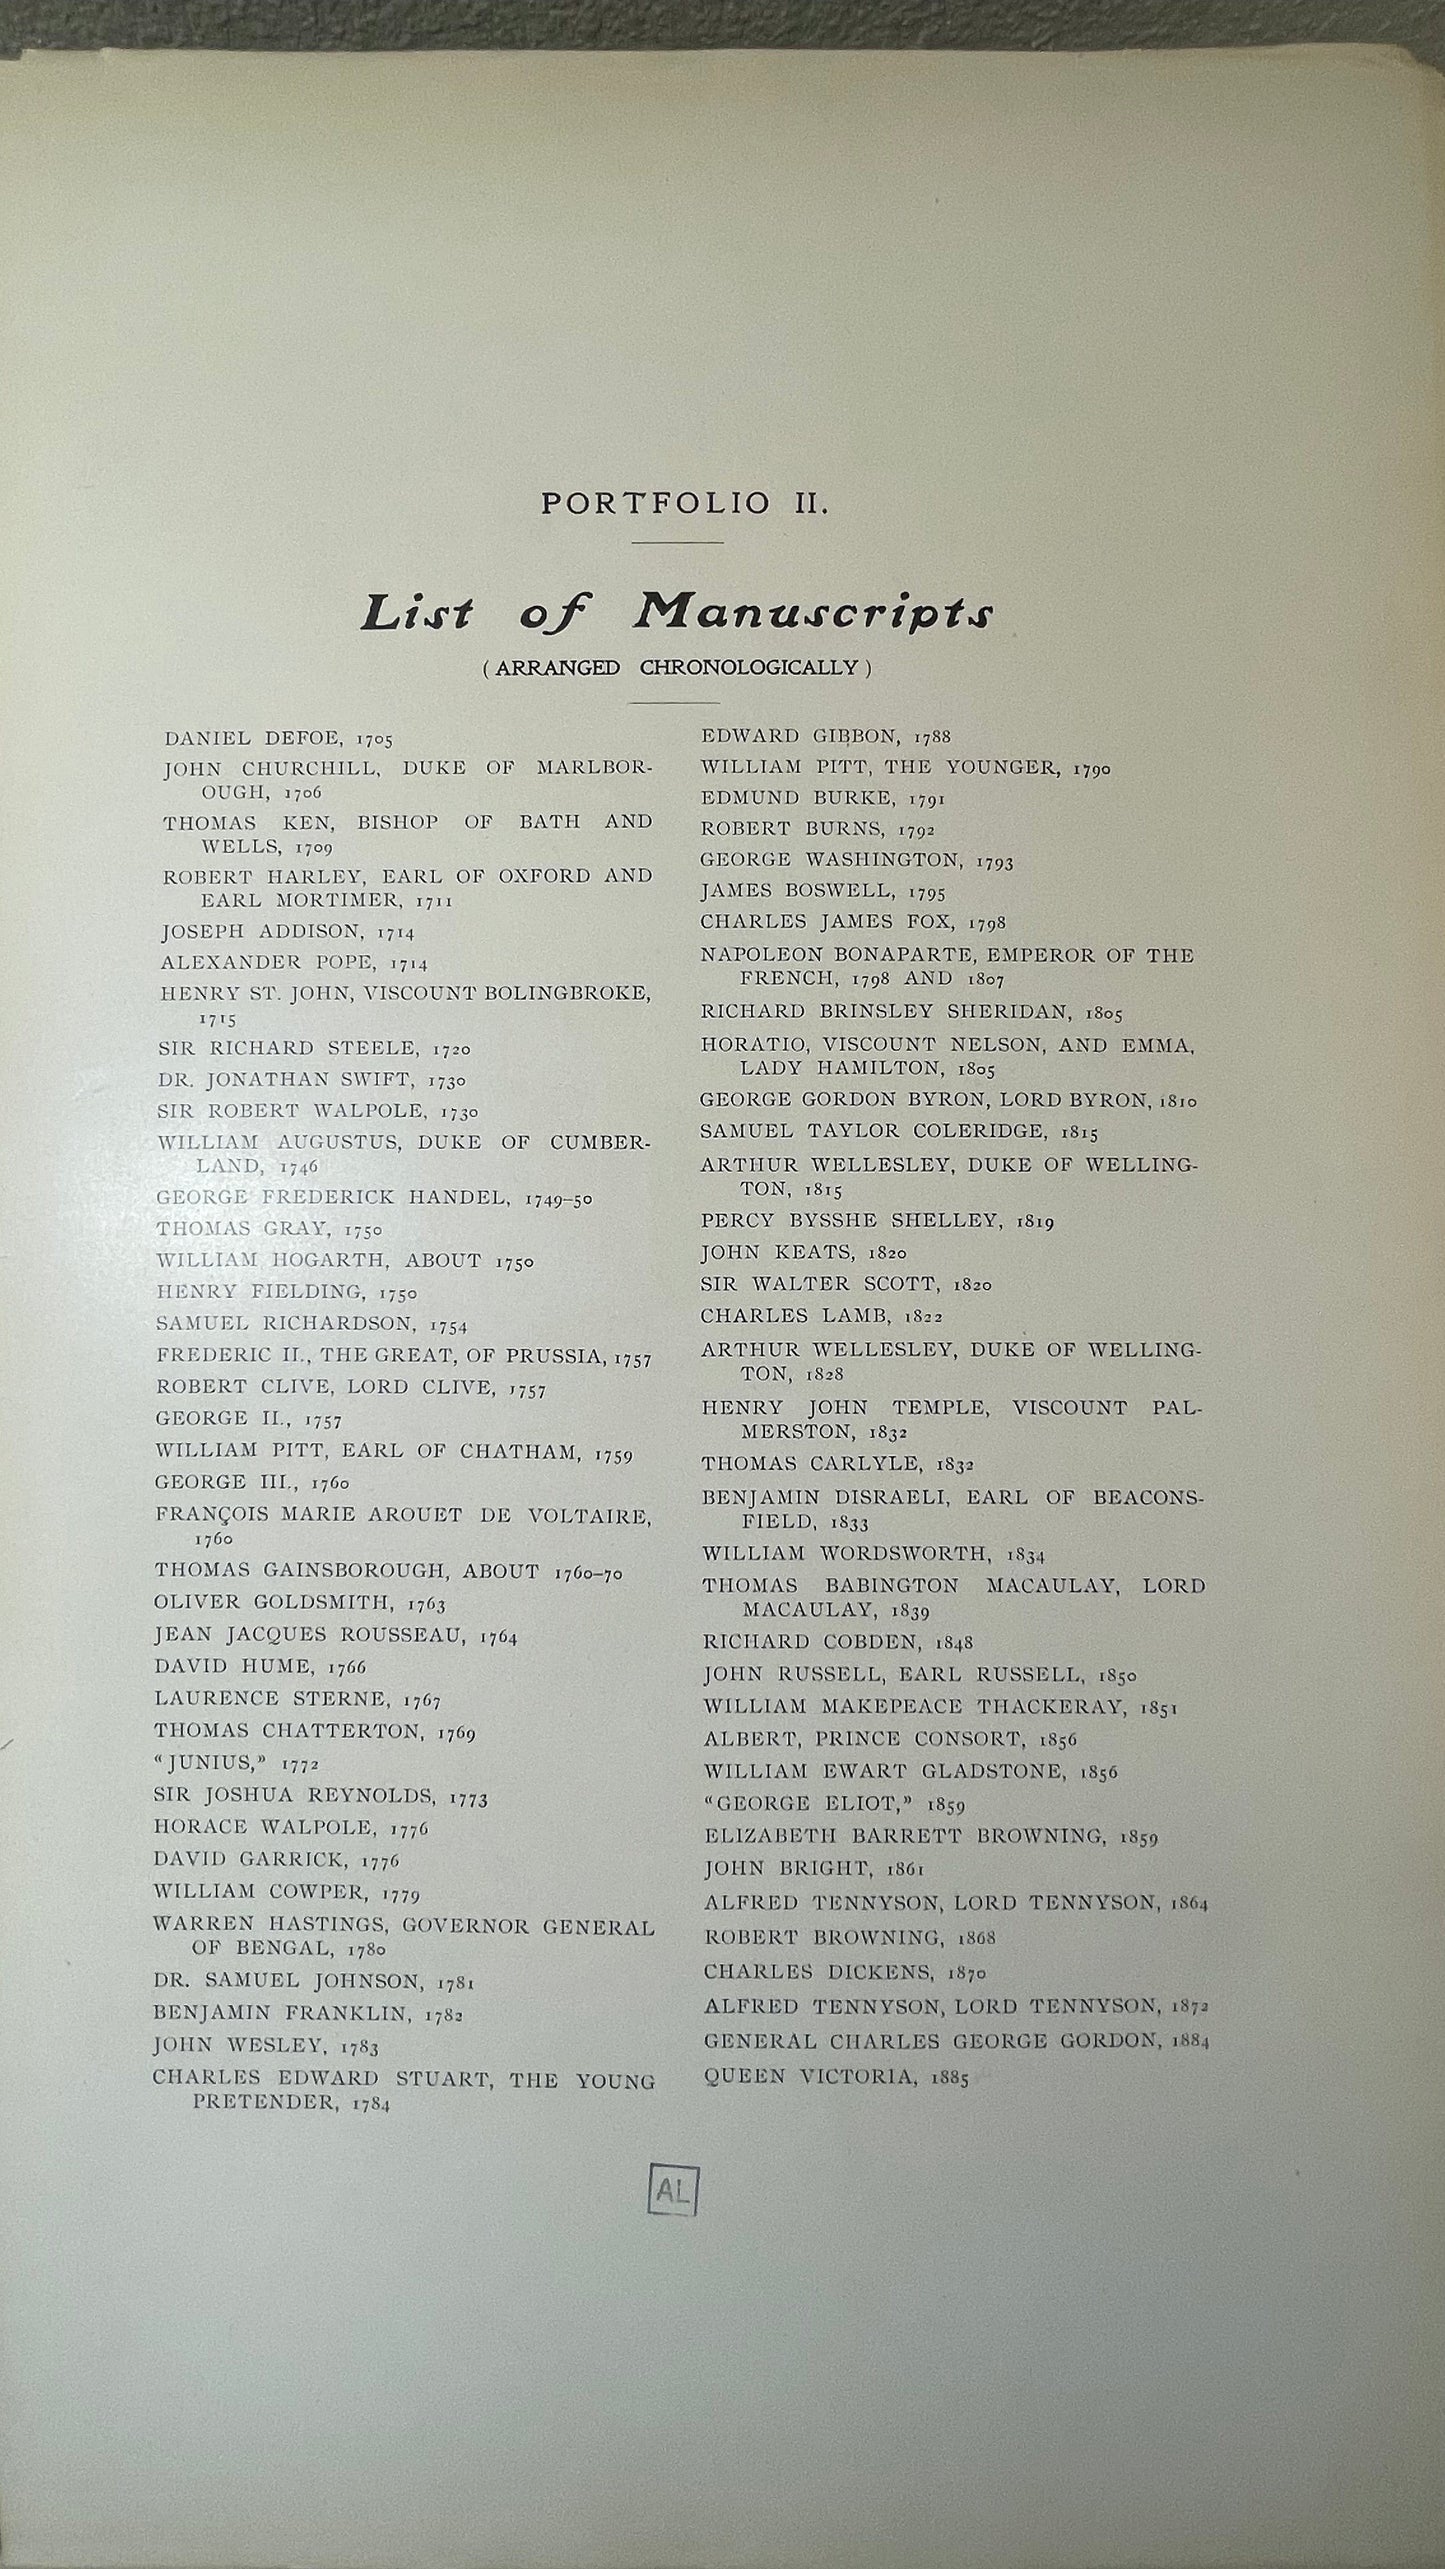 PORTFOLIO II.
List of Manuscripts
(ARRANGED CHRONOLOGICALLY)
DANIEL DEFOE, 1705
JOHN CHURCHILL, DUKE OF MARLBOR-
OUGH, 1706
THOMAS KEN, BISHOP OF BATH AND
WELLS, 1709
ROBERT HARLEY, EARL OF OXFORD AND
EARL MORTIMER, 1711
JOSEPH ADDISON, 1714
ALEXANDER POPE, 1714
HENRY ST. JOHN, VISCOUNT BOLINGBROKE,
1715
SIR RICHARD STEELE, 1720
DR. JONATHAN SWIFT, 1730
SIR ROBERT WALPOLE, 1730
WILLIAM AUGUSTUS, DUKE OF CUMBER-
LAND, 1746
GEORGE FREDERICK HANDEL, 1749–50
THOMAS GRAY, 1750
WILLIAM HOGARTH, ABOUT 1750
HENRY FIELDING, 1750
SAMUEL RICHARDSON, 1754
FREDERIC II., THE GREAT, OF PRUSSIA, 1757
ROBERT CLIVE, LORD CLIVE, 1757
GEORGE II., 1757
WILLIAM PITT, EARL OF CHATHAM, 1759
GEORGE III., 1760
FRANÇOIS MARIE AROUET DE VOLTAIRE,
1760
THOMAS GAINSBOROUGH, ABOUT 1760–70
OLIVER GOLDSMITH, 1763
JEAN JACQUES ROUSSEAU, 1764
DAVID HUME, 1766
LAURENCE STERNE, 1767
THOMAS CHATTERTON, 1769
“JUNIUS,” 1772
SIR JOSHUA REYNOLDS, 1773
HORACE WALPOLE, 1776
DAVID GARRICK, 1776
WILLIAM COWPER, 1779
WARREN HASTINGS, GOVERNOR GENERAL
OF BENGAL, 1780
DR. SAMUEL JOHNSON, 1781
BENJAMIN FRANKLIN, 1782
JOHN WESLEY, 1783
CHARLES EDWARD STUART, THE YOUNG
PRETENDER, 1784
EDWARD GIBBON, 1788
WILLIAM PITT, THE YOUNGER, 1790
EDMUND BURKE, 1791
ROBERT BURNS, 1792
GEORGE WASHINGTON, 1793
JAMES BOSWELL, 1795
CHARLES JAMES FOX, 1798
NAPOLEON BONAPARTE, EMPEROR OF THE
FRENCH, 1798 AND 1807
RICHARD BRINSLEY SHERIDAN, 1805
HORATIO, VISCOUNT NELSON, AND EMMA,
LADY HAMILTON, 1805
GEORGE GORDON BYRON, LORD BYRON, 1810
SAMUEL TAYLOR COLERIDGE, 1815
ARTHUR WELLESLEY, DUKE OF WELLING-
TON, 1815
PERCY BYSSHE SHELLEY, 1819
JOHN KEATS, 1820
SIR WALTER SCOTT, 1820
CHARLES LAMB, 1822
ARTHUR WELLESLEY, DUKE OF WELLING-
TON, 1828
HENRY JOHN TEMPLE, VISCOUNT PAL-
MERSTON, 1832
THOMAS CARLYLE, 1832
BENJAMIN DISRAELI, EARL OF BEACONS-
FIELD, 1833
WILLIAM WORDSWORTH, 1834
THOMAS BABINGTON MACAULAY, LORD
MACAULAY, 1839
RICHARD COBDEN, 1848
JOHN RUSSELL, EARL RUSSELL, 1850
WILLIAM MAKEPEACE THACKERAY, 1851
ALBERT, PRINCE CONSORT, 1856
WILLIAM EWART GLADSTONE, 1856
“GEORGE ELIOT,” 1859
ELIZABETH BARRETT BROWNING, 1859
JOHN BRIGHT, 1861
ALFRED TENNYSON, LORD TENNYSON, 1864
ROBERT BROWNING, 1868
CHARLES DICKENS, 1870
ALFRED TENNYSON, LORD TENNYSON, 1872
GENERAL CHARLES GEORGE GORDON, 1884
QUEEN VICTORIA, 1885
AL